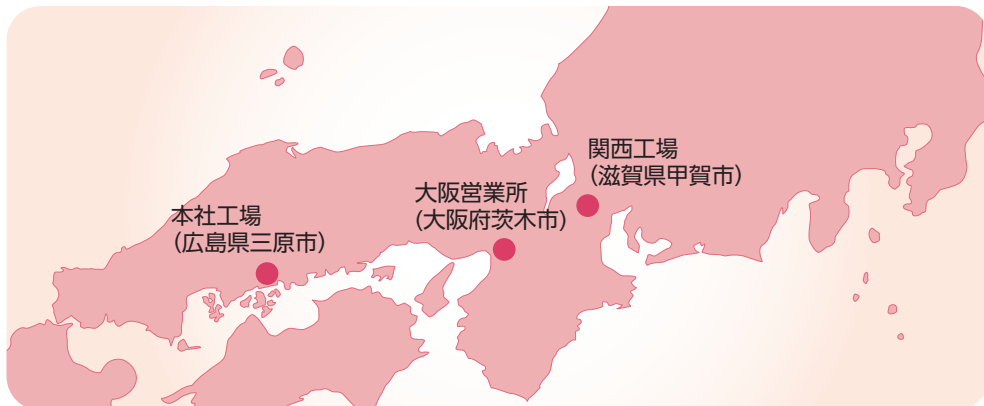 関西工場
（滋賀県甲賀市）
大阪営業所
（大阪府茨木市）
本社工場
（広島県三原市）